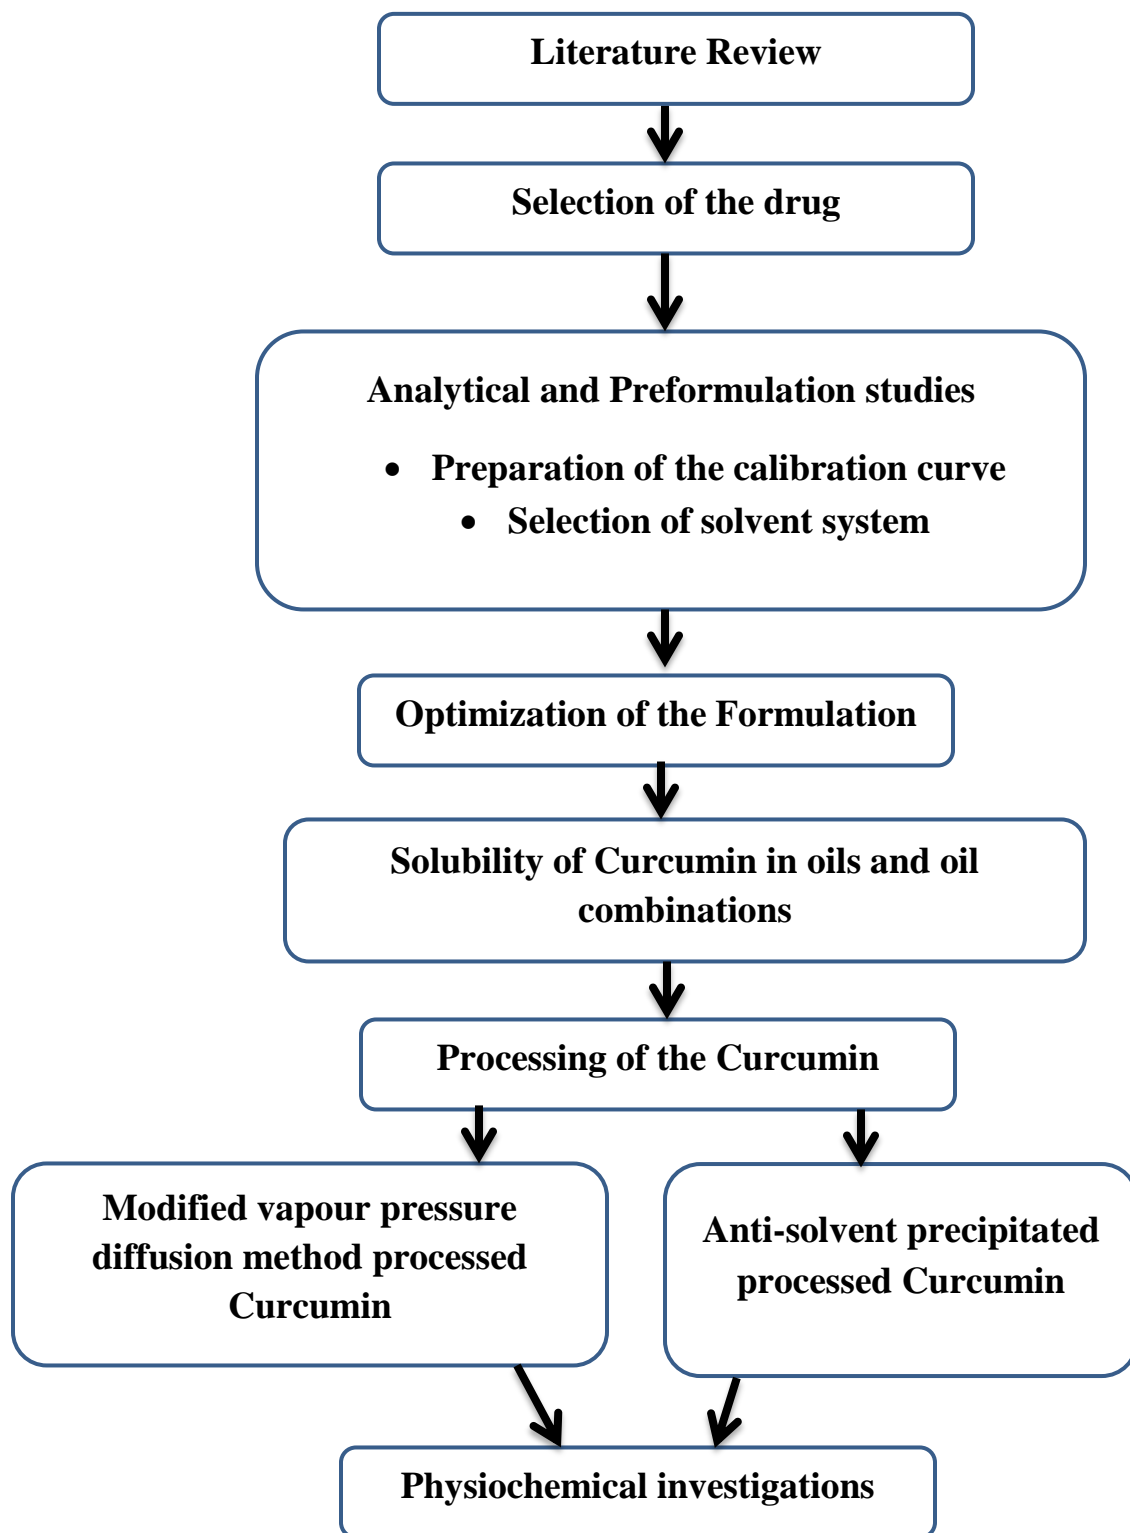 Literature Review
Selection of the drug
Analytical and Preformulation studies
• Preparation of the calibration curve
• Selection of solvent system
Optimization of the Formulation
Solubility of Curcumin in oils and oil
combinations
Processing of the Curcumin
Modified vapour pressure
diffusion method processed
Curcumin
Anti-solvent precipitated
processed Curcumin
Physiochemical investigations